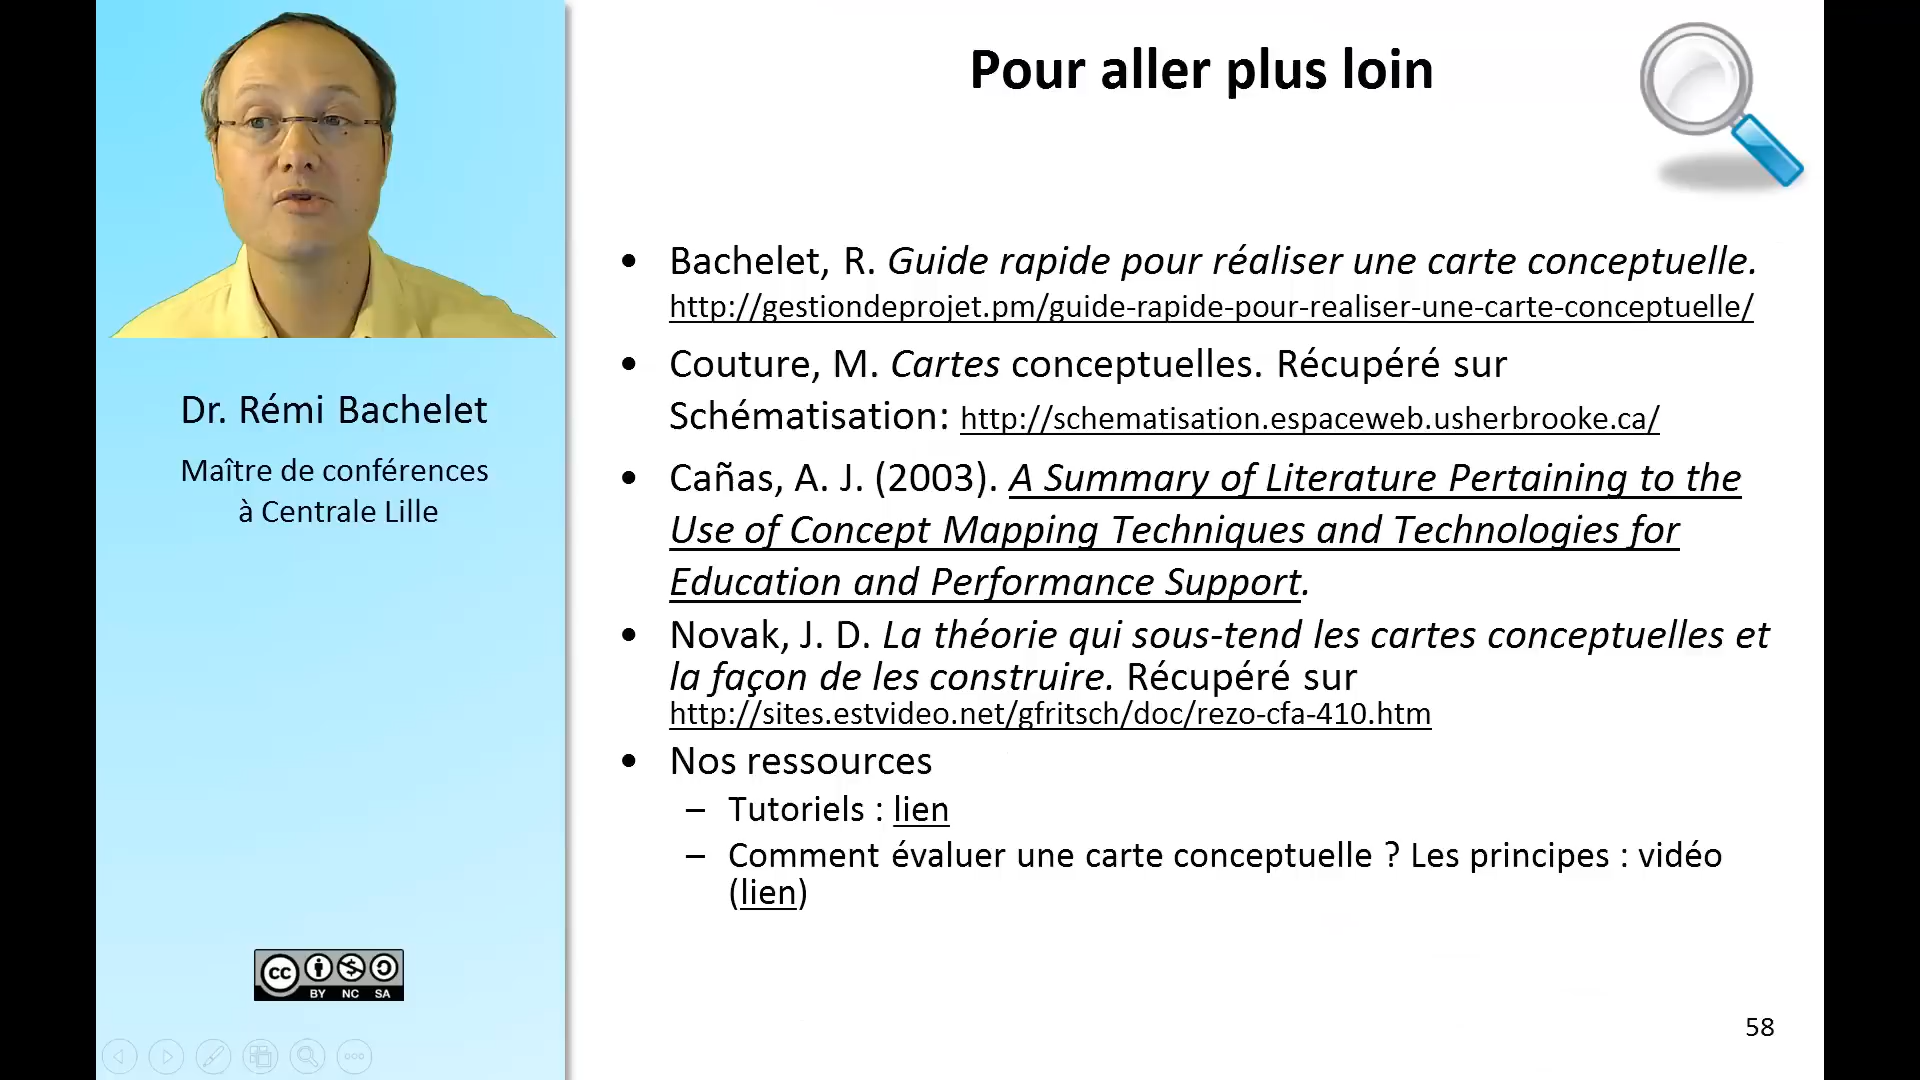 Pour aller plus loin
• Bachelet, R. Guide rapide pour réaliser une carte conceptuelle.
http://gestiondeprojet.pm/guide-rapide-pour-realiser-une-carte-conceptuelle/
• Couture, M. Cartes conceptuelles. Récupéré sur
Schématisation: http://schematisation.espaceweb.usherbrooke.ca/
• Cañas, A. J. (2003). A Summary of Literature Pertaining to the
Use of Concept Mapping Techniques and Technologies for
Education and Performance Support.
• Novak, J. D. La théorie qui sous-tend les cartes conceptuelles et
la façon de les construire. Récupéré sur
http://sites.estvideo.net/gfritsch/doc/rezo-cfa-410.htm
• Nos ressources
– Tutoriels : lien
– Comment évaluer une carte conceptuelle ? Les principes : vidéo
(lien)
Dr. Rémi Bachelet
Maître de conférences
à Centrale Lille
cc
BY NC SA
58